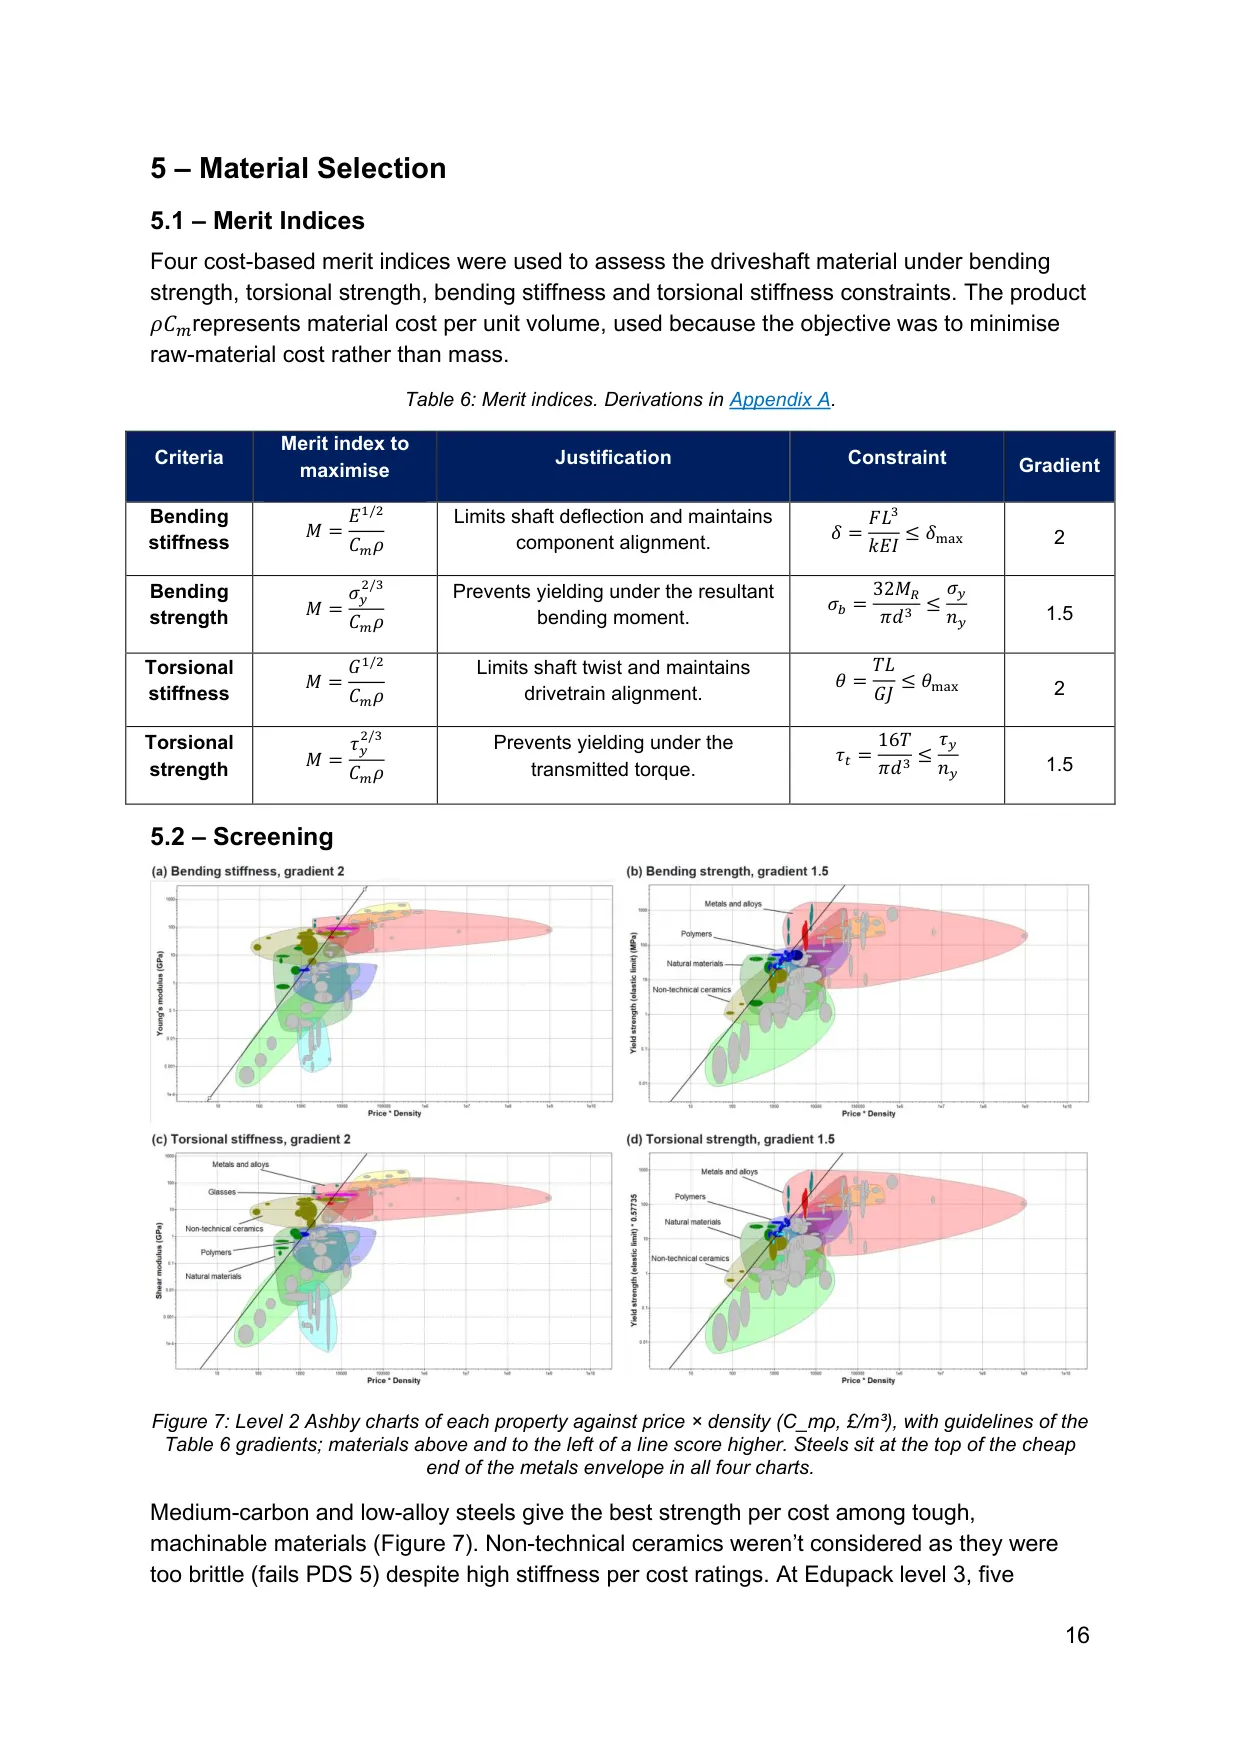 5 – Material Selection
5.1 – Merit Indices
Four cost-based merit indices were used to assess the driveshaft material under bending
strength, torsional strength, bending stiffness and torsional stiffness constraints. The product
𝜌𝐶𝑚represents material cost per unit volume, used because the objective was to minimise
raw-material cost rather than mass.
Table 6: Merit indices. Derivations in Appendix A.
Criteria Merit index to maximise Justification Constraint Gradient
Bending stiffness M = E^1/2 / C_mρ Limits shaft deflection and maintains component alignment. δ = FL^3 / kEI ≤ δ_max 2
Bending strength M = σ_y^2/3 / C_mρ Prevents yielding under the resultant bending moment. σ_b = 32M_R / πd^3 ≤ σ_y / n_y 1.5
Torsional stiffness M = G^1/2 / C_mρ Limits shaft twist and maintains drivetrain alignment. θ = TL / GJ ≤ θ_max 2
Torsional strength M = τ_y^2/3 / C_mρ Prevents yielding under the transmitted torque. τ_t = 16T / πd^3 ≤ τ_y / n_y 1.5
5.2 – Screening
(a) Bending stiffness, gradient 2
Young's modulus (GPa)
Price * Density
(b) Bending strength, gradient 1.5
Metals and alloys
Polymers
Natural materials
Non-technical ceramics
Yield strength (elastic limit) (MPa)
Price * Density
(c) Torsional stiffness, gradient 2
Metals and alloys
Glasses
Non-technical ceramics
Polymers
Natural materials
Shear modulus (GPa)
Price * Density
(d) Torsional strength, gradient 1.5
Metals and alloys
Polymers
Natural materials
Non-technical ceramics
Yield strength (elastic limit) * 0.57735
Price * Density
Figure 7: Level 2 Ashby charts of each property against price × density (C_mρ, £/m³), with guidelines of the
Table 6 gradients; materials above and to the left of a line score higher. Steels sit at the top of the cheap
end of the metals envelope in all four charts.
Medium-carbon and low-alloy steels give the best strength per cost among tough,
machinable materials (Figure 7). Non-technical ceramics weren’t considered as they were
too brittle (fails PDS 5) despite high stiffness per cost ratings. At Edupack level 3, five
16